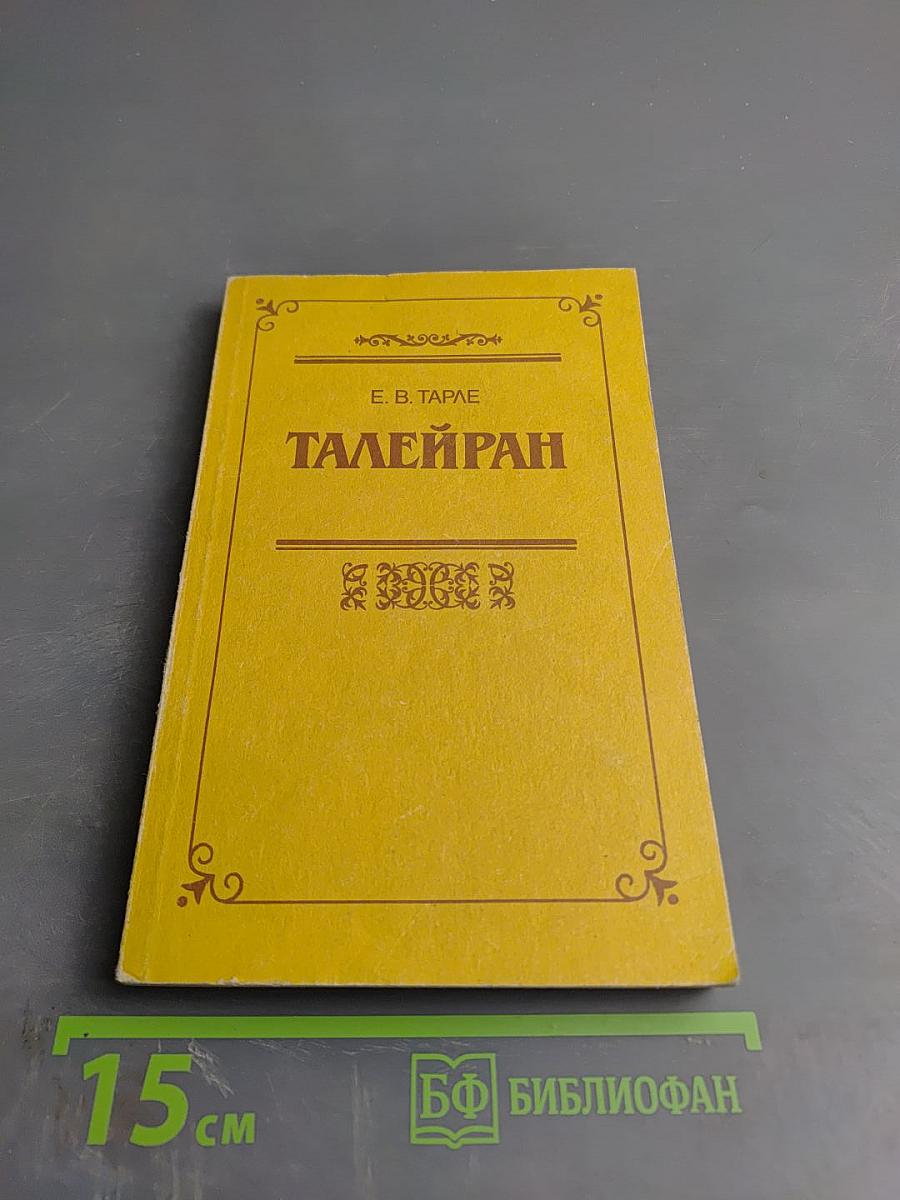 Е. В. ТАРЛЕ
ТАЛЕЙРАН
15 см
БФ БИБЛИОФАН